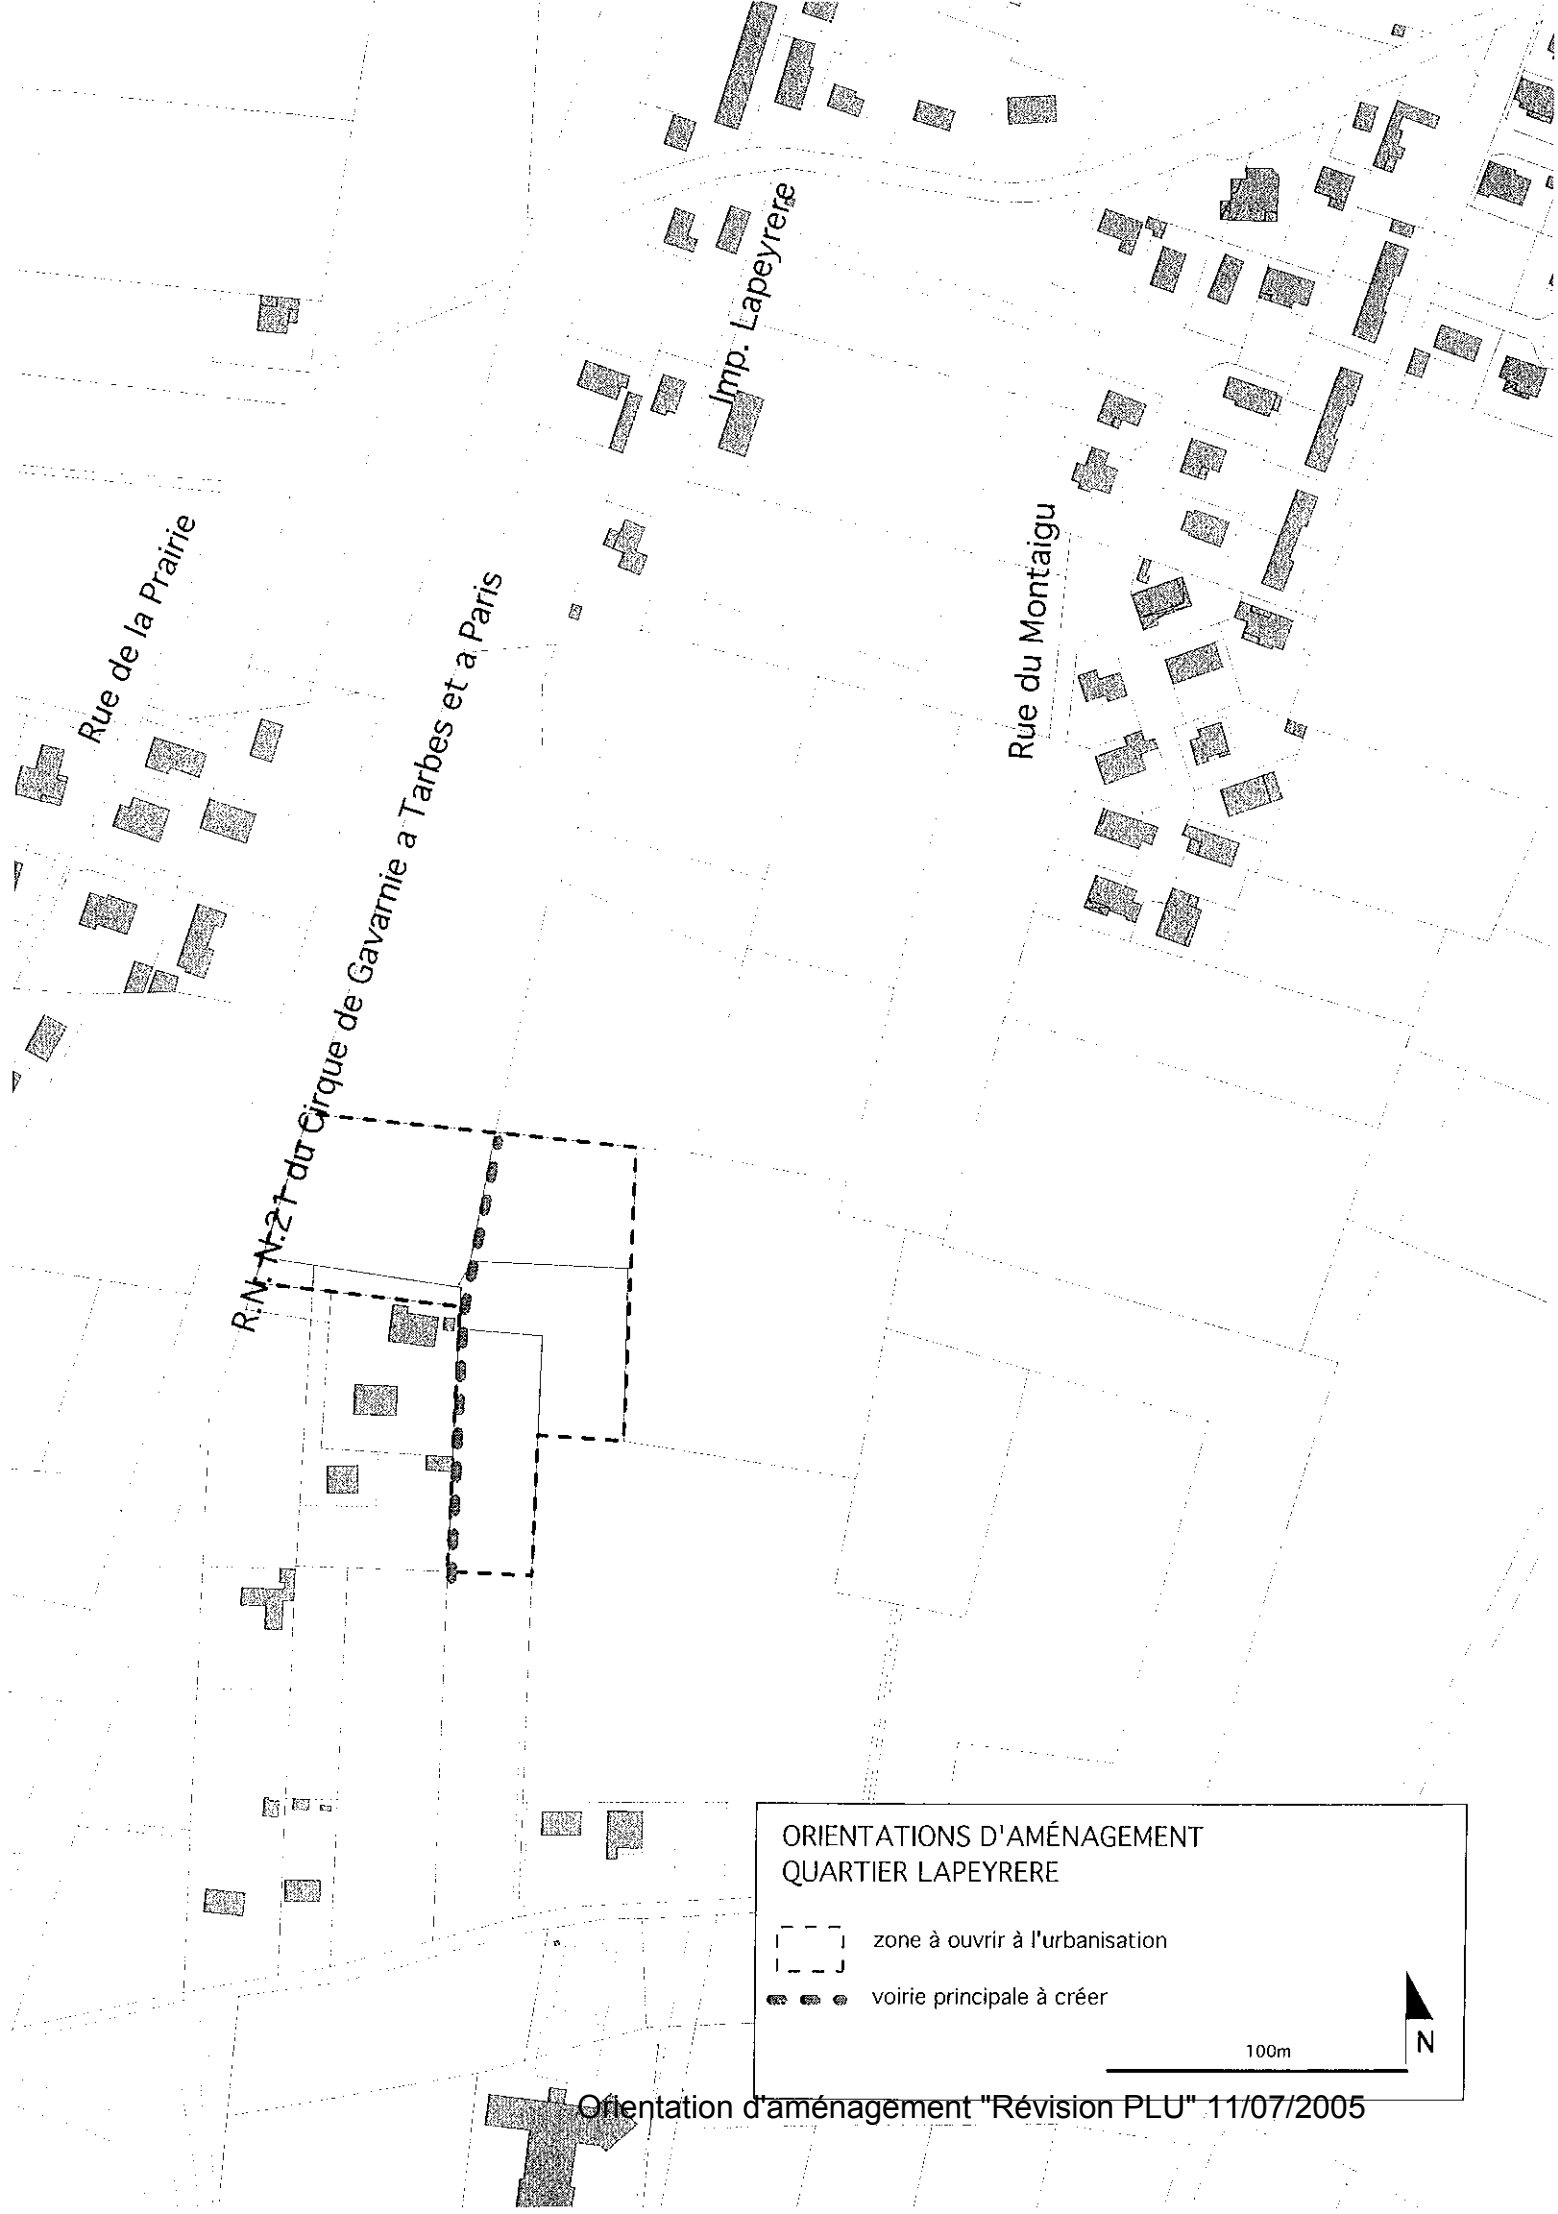 Imp. Lapeyrere
Rue de la Prairie
Rue du Montaigu
R.N. N.21 du Cirque de Gavarnie a Tarbes et a Paris
ORIENTATIONS D'AMÉNAGEMENT
QUARTIER LAPEYRERE
zone à ouvrir à l'urbanisation
voirie principale à créer
100m
N
Orientation d'aménagement "Révision PLU" 11/07/2005